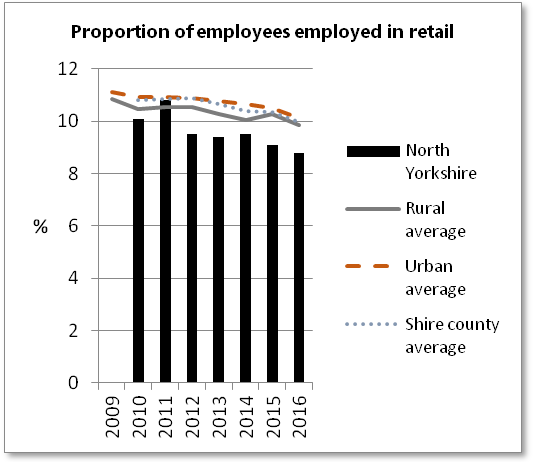 Proportion of employees employed in retail
12
10
8
6
4
2
0
%
2009
2010
2011
2012
2013
2014
2015
2016
North
Yorkshire
Rural
average
Urban
average
Shire county
average